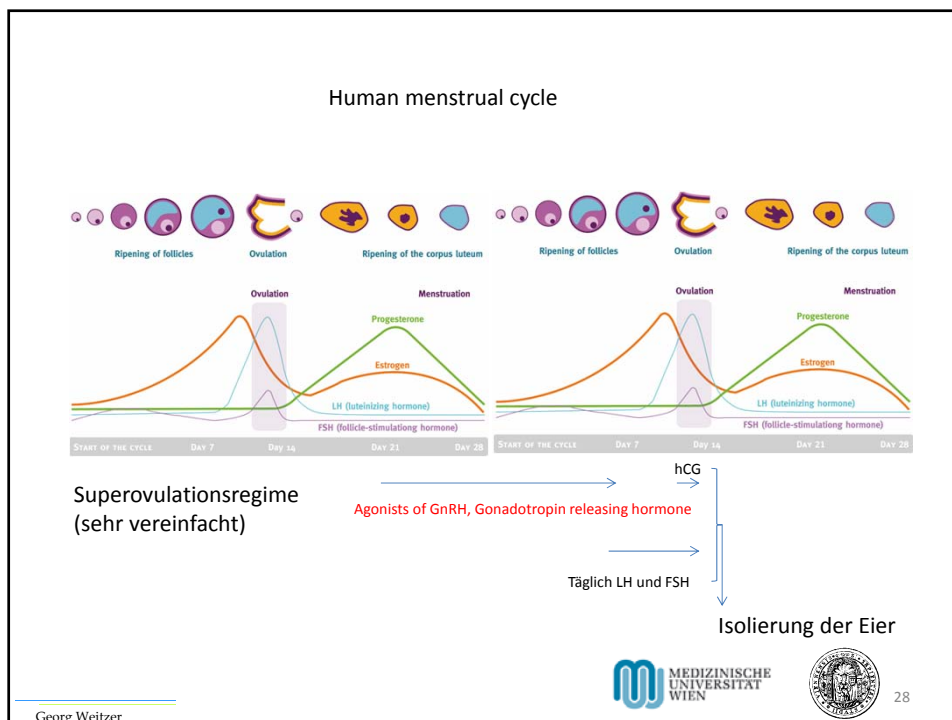 Human menstrual cycle
Ripening of follicles Ovulation Ripening of the corpus luteum Ripening of follicles Ovulation Ripening of the corpus luteum
Ovulation Menstruation Ovulation Menstruation
Progesterone Progesterone
Estrogen Estrogen
LH (luteinizing hormone) LH (luteinizing hormone)
FSH (follicle-stimulationg hormone) FSH (follicle-stimulationg hormone)
START OF THE CYCLE DAY 7 DAY 14 DAY 21 DAY 28 START OF THE CYCLE DAY 7 DAY 14 DAY 21 DAY 28
hCG
Superovulationsregime
(sehr vereinfacht)
Agonists of GnRH, Gonadotropin releasing hormone
Täglich LH und FSH
Isolierung der Eier
MEDIZINISCHE
UNIVERSITÄT
WIEN
28
Georg Weitzer